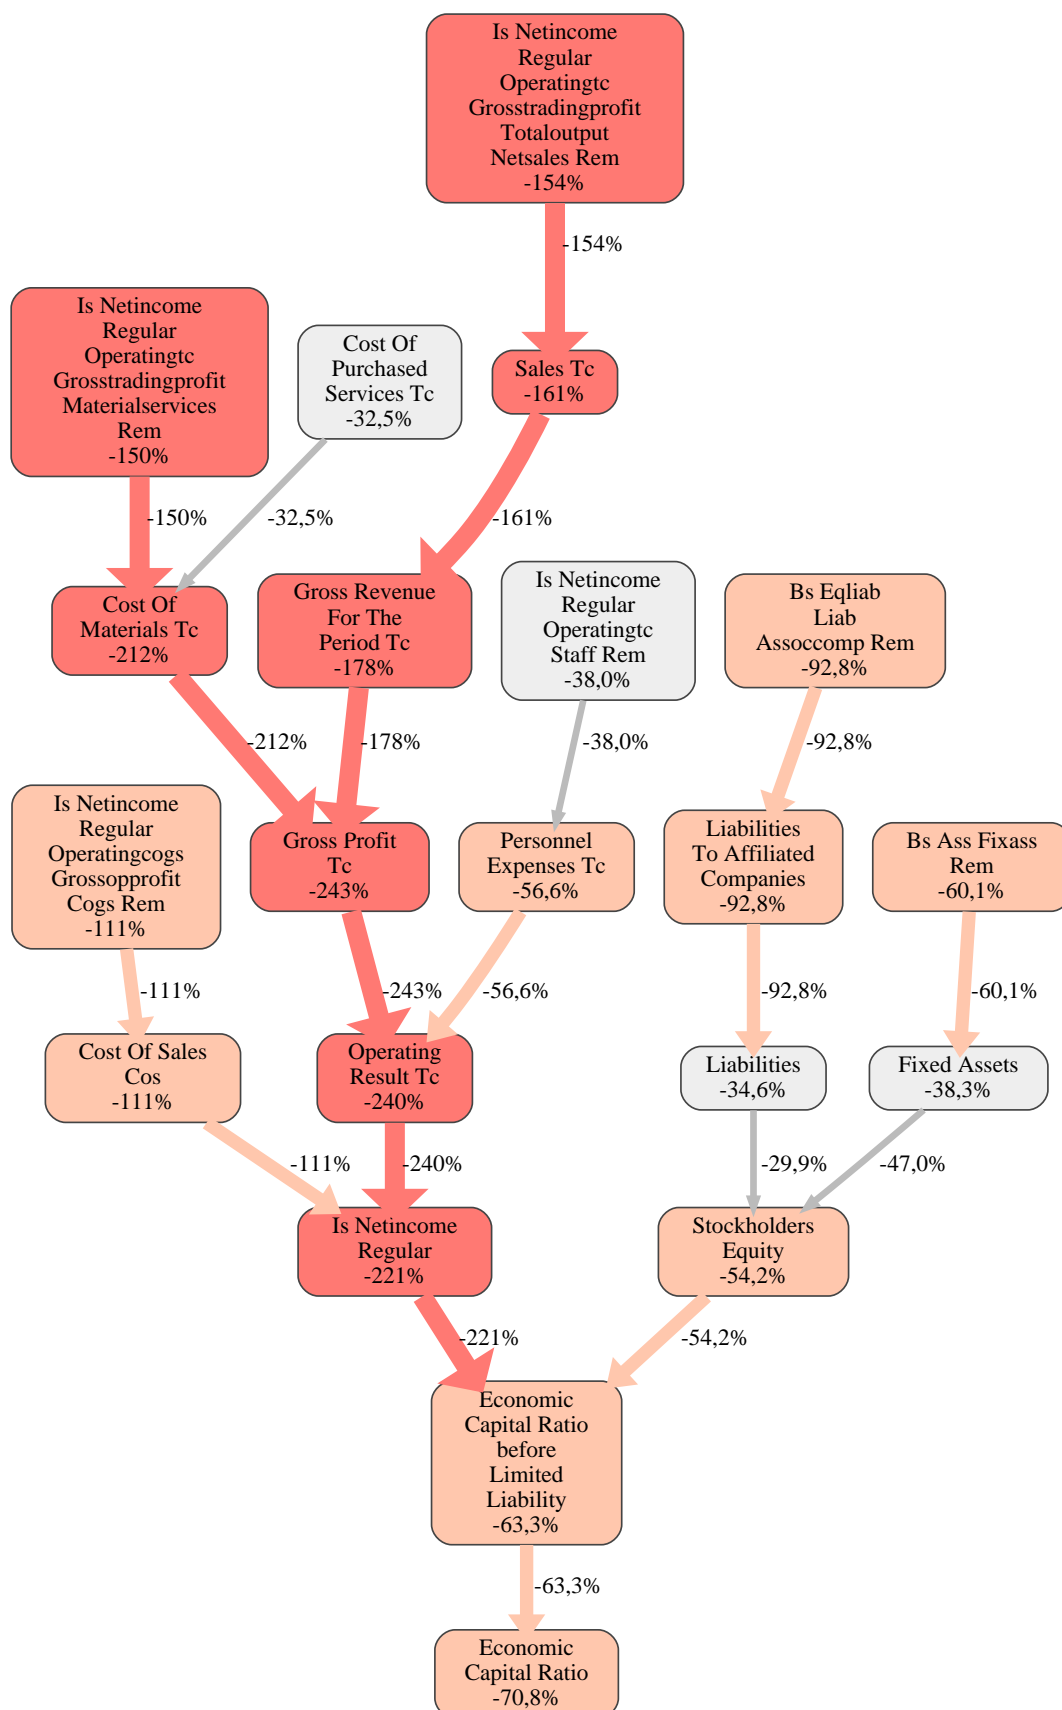 Is Netincome
Regular
Operatingtc
Grosstradingprofit
Totaloutput
Netsales Rem
-154%
-154%
Is Netincome
Regular
Operatingtc
Grosstradingprofit
Materialservices
Rem
-150%
Cost Of
Purchased
Services Tc
-32,5%
Sales Tc
-161%
-150%
-32,5%
-161%
Cost Of
Materials Tc
-212%
Gross Revenue
For The
Period Tc
-178%
Is Netincome
Regular
Operatingtc
Staff Rem
-38,0%
Bs Eqliab
Liab
Assoccomp Rem
-92,8%
-212%
-178%
-38,0%
-92,8%
Is Netincome
Regular
Operatingcogs
Grossopprofit
Cogs Rem
-111%
Gross Profit
Tc
-243%
Personnel
Expenses Tc
-56,6%
Liabilities
To Affiliated
Companies
-92,8%
Bs Ass Fixass
Rem
-60,1%
-111%
-243%
-56,6%
-92,8%
-60,1%
Cost Of Sales
Cos
-111%
Operating
Result Tc
-240%
Liabilities
-34,6%
Fixed Assets
-38,3%
-111%
-240%
-29,9%
-47,0%
Is Netincome
Regular
-221%
Stockholders
Equity
-54,2%
-221%
-54,2%
Economic
Capital Ratio
before
Limited
Liability
-63,3%
-63,3%
Economic
Capital Ratio
-70,8%